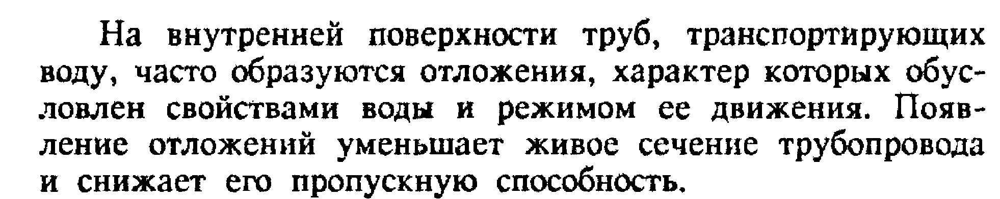 На внутренней поверхности труб, транспортирующих
воду, часто образуются отложения, характер которых обус-
ловлен свойствами воды и режимом ее движения. Появ-
ление отложений уменьшает живое сечение трубопровода
и снижает его пропускную способность.